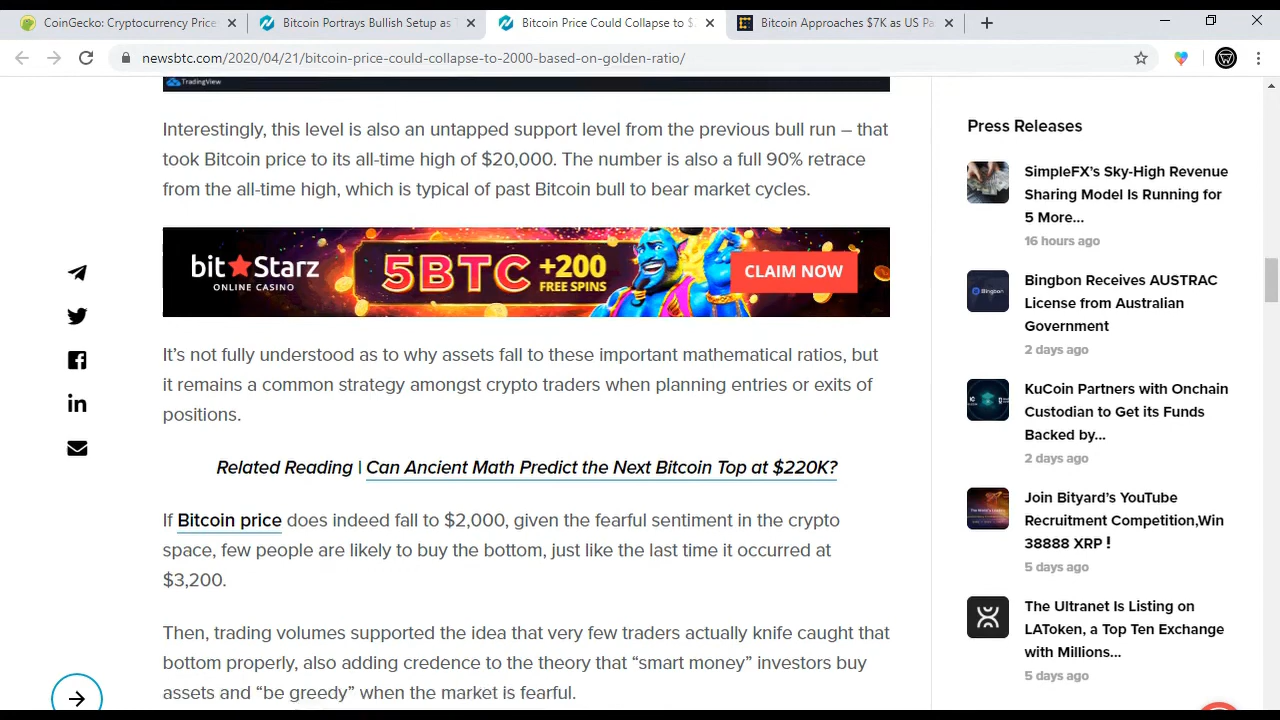 CoinGecko: Cryptocurrency Price
Bitcoin Portrays Bullish Setup as
Bitcoin Price Could Collapse to $
Bitcoin Approaches $7K as US Pa
newsbtc.com/2020/04/21/bitcoin-price-could-collapse-to-2000-based-on-golden-ratio/
TradingView
Interestingly, this level is also an untapped support level from the previous bull run – that
took Bitcoin price to its all-time high of $20,000. The number is also a full 90% retrace
from the all-time high, which is typical of past Bitcoin bull to bear market cycles.
bit★Starz
ONLINE CASINO
5BTC +200
FREE SPINS
CLAIM NOW
It's not fully understood as to why assets fall to these important mathematical ratios, but
it remains a common strategy amongst crypto traders when planning entries or exits of
positions.
Related Reading | Can Ancient Math Predict the Next Bitcoin Top at $220K?
If Bitcoin price does indeed fall to $2,000, given the fearful sentiment in the crypto
space, few people are likely to buy the bottom, just like the last time it occurred at
$3,200.
Then, trading volumes supported the idea that very few traders actually knife caught that
bottom properly, also adding credence to the theory that “smart money” investors buy
assets and “be greedy” when the market is fearful.
Press Releases
SimpleFX's Sky-High Revenue
Sharing Model Is Running for
5 More...
16 hours ago
Bingbon
Bingbon Receives AUSTRAC
License from Australian
Government
2 days ago
KuCoin Partners with Onchain
Custodian to Get its Funds
Backed by...
2 days ago
Join Bityard's YouTube
Recruitment Competition,Win
38888 XRP！
5 days ago
The Ultranet Is Listing on
LAToken, a Top Ten Exchange
with Millions...
5 days ago